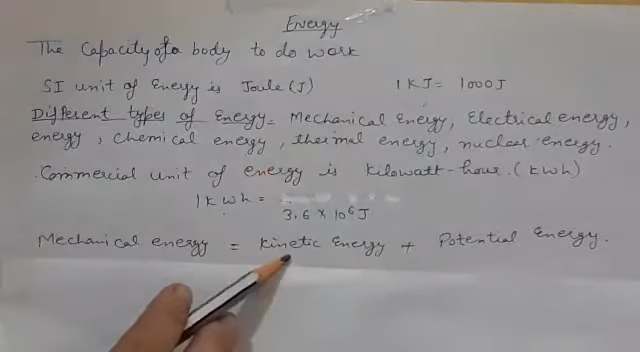 Energy
The Capacity of a body to do work
SI unit of Energy is Joule (J) 1 KJ = 1000J
Different types of Energy = Mechanical Energy, Electrical energy,
energy, Chemical energy, thermal energy, nuclear energy.
Commercial unit of energy is Kilowatt-hour. (kwh)
1 kwh =
3.6 × 10⁶ J
Mechanical energy = Kinetic Energy + Potential Energy.